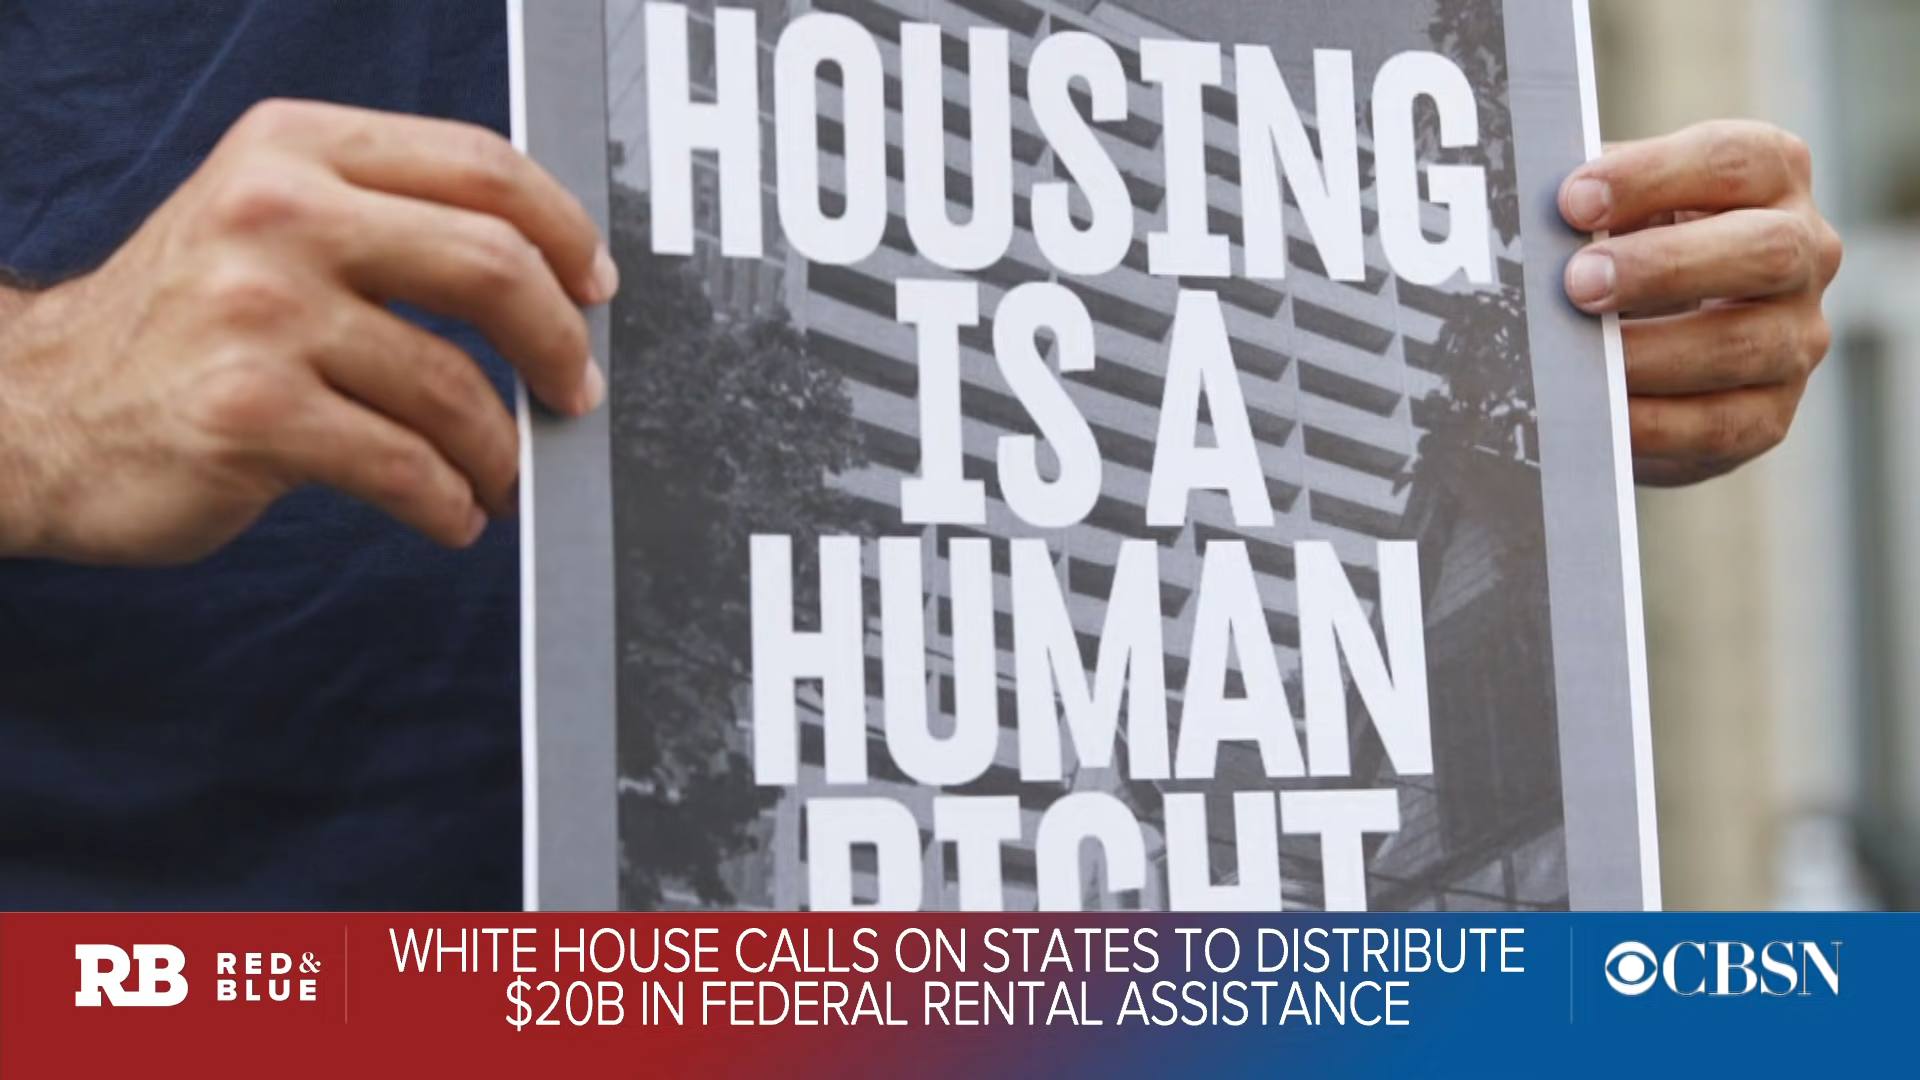 HOUSING
IS A
HUMAN
RIGHT
RB
RED&
BLUE
WHITE HOUSE CALLS ON STATES TO DISTRIBUTE
$20B IN FEDERAL RENTAL ASSISTANCE
CBSN